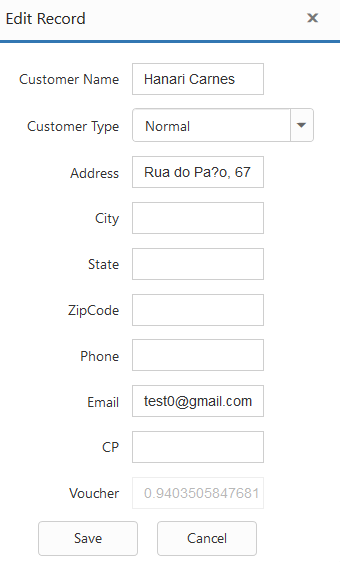 Edit Record ×
Customer Name Hanari Carnes
Customer Type Normal
Address Rua do Pa?o, 67
City
State
ZipCode
Phone
Email test0@gmail.com
CP
Voucher 0.9403505847681
Save Cancel